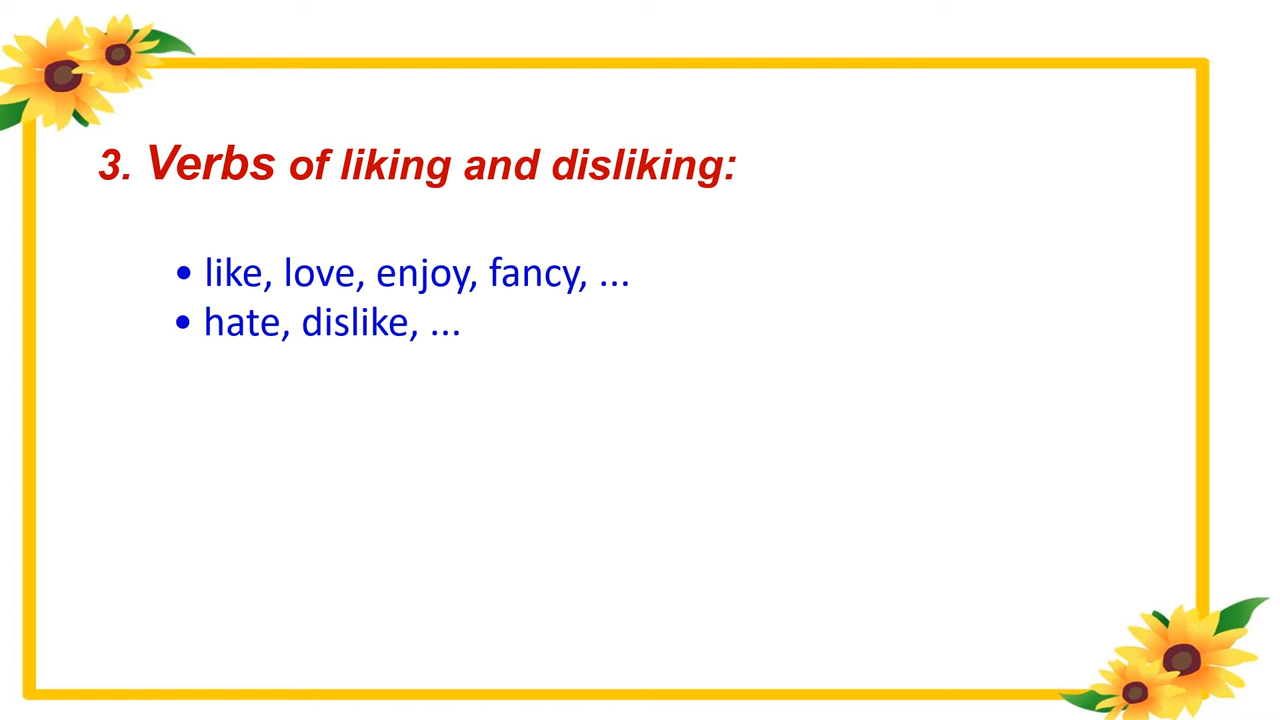 3. Verbs of liking and disliking:
• like, love, enjoy, fancy, ...
• hate, dislike, ...